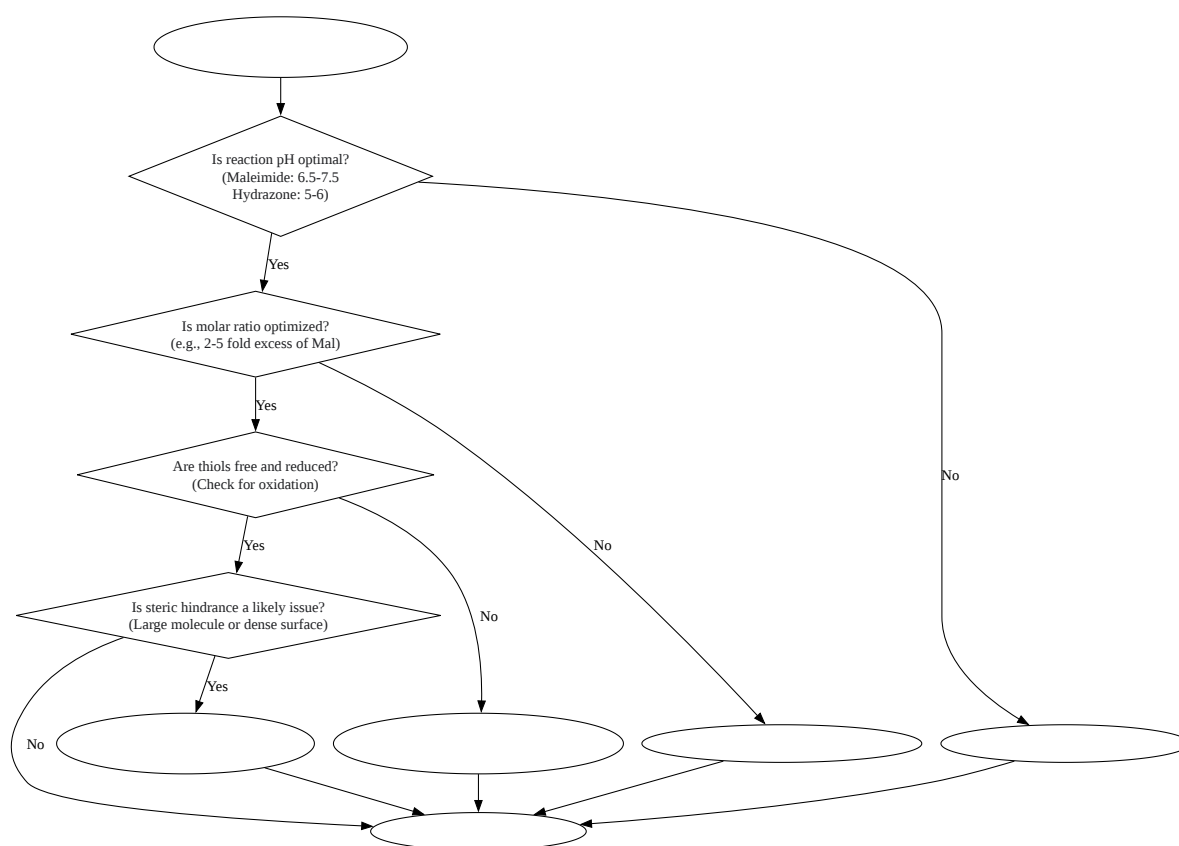 Is reaction pH optimal?
(Maleimide: 6.5-7.5
Hydrazone: 5-6)
Yes
Is molar ratio optimized?
(e.g., 2-5 fold excess of Mal)
Yes
Are thiols free and reduced?
(Check for oxidation)
No
Yes
No
Is steric hindrance a likely issue?
(Large molecule or dense surface)
No
Yes
No